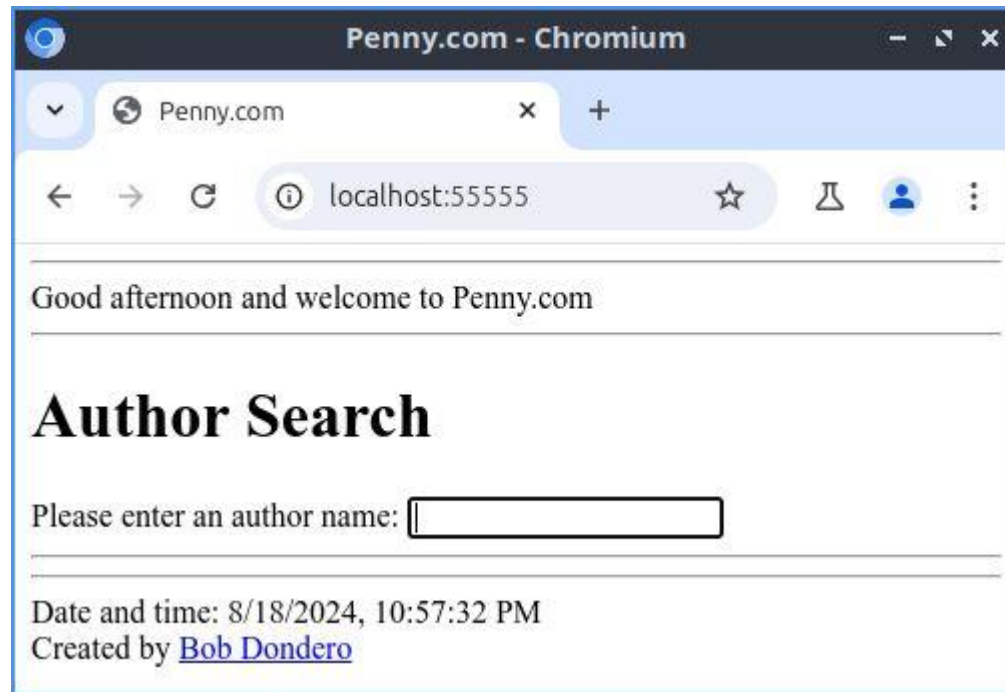 Penny.com - Chromium
Penny.com
localhost:55555
Good afternoon and welcome to Penny.com
Author Search
Please enter an author name:
Date and time: 8/18/2024, 10:57:32 PM
Created by Bob Dondero